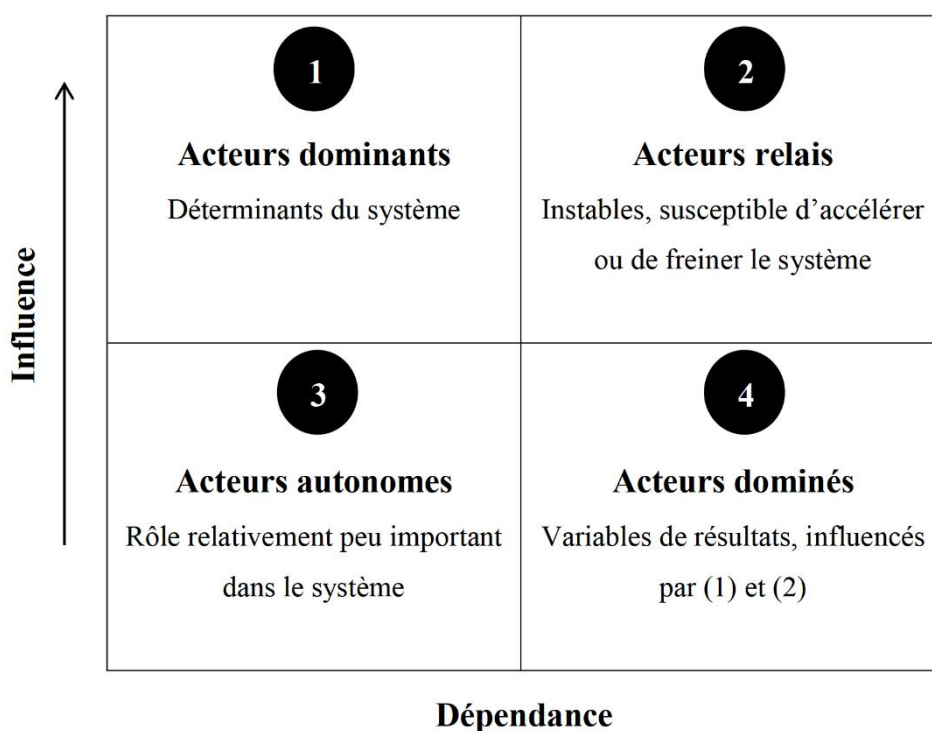 1
Acteurs dominants
Déterminants du système
2
Acteurs relais
Instables, susceptible d’accélérer
ou de freiner le système
Influence
3
Acteurs autonomes
Rôle relativement peu important
dans le système
4
Acteurs dominés
Variables de résultats, influencés
par (1) et (2)
Dépendance